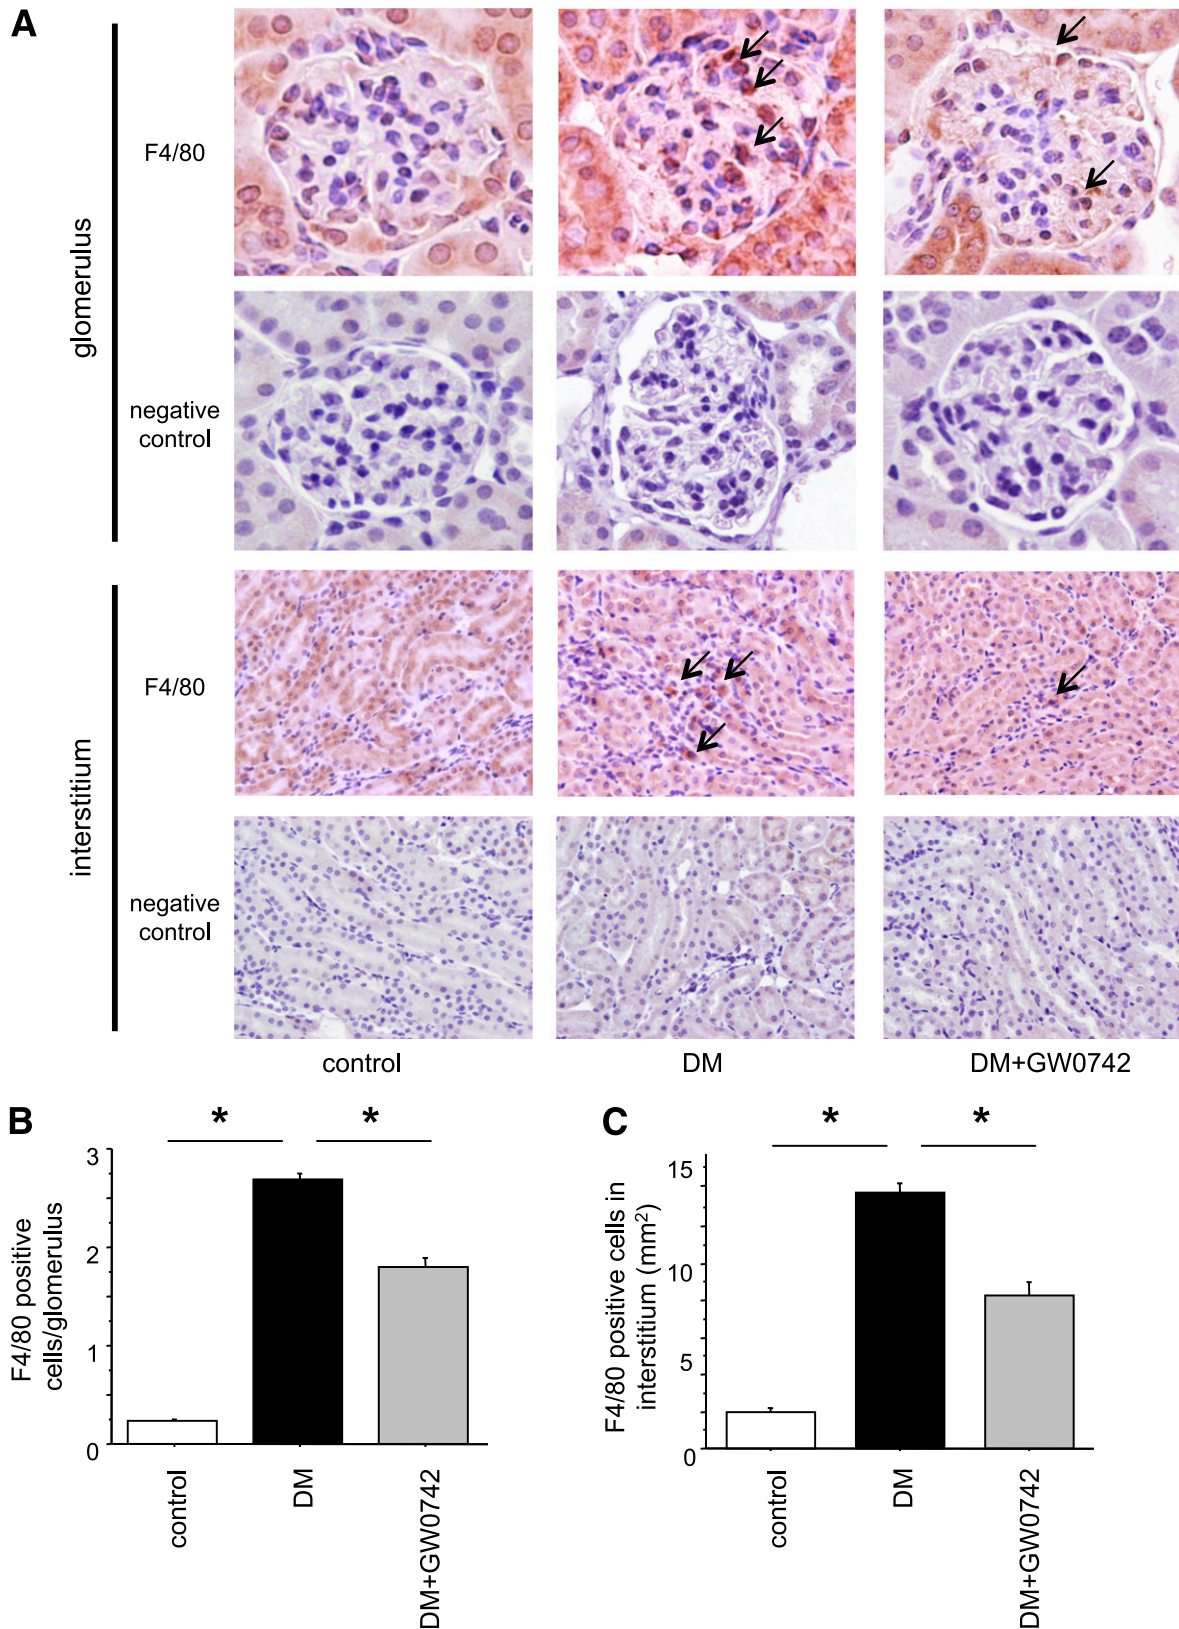 A
glomerulus
F4/80
negative
control
interstitium
F4/80
negative
control
control
DM
DM+GW0742
B
*
*
F4/80 positive
cells/glomerulus
3
2
1
0
control
DM
DM+GW0742
C
*
*
F4/80 positive cells in
interstitium (mm²)
15
10
5
0
control
DM
DM+GW0742